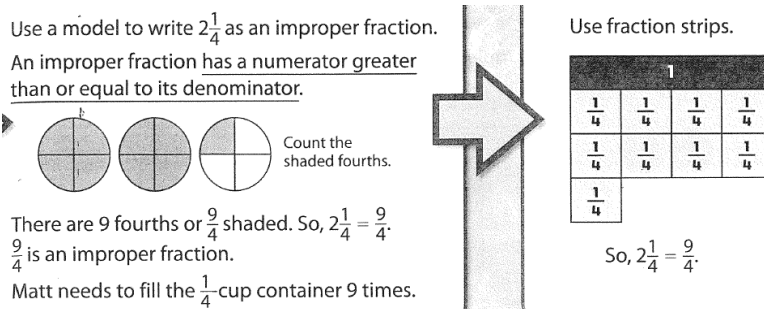 Use a model to write 2 1/4 as an improper fraction.
An improper fraction has a numerator greater
than or equal to its denominator.
Count the
shaded fourths.
There are 9 fourths or 9/4 shaded. So, 2 1/4 = 9/4.
9/4 is an improper fraction.
Matt needs to fill the 1/4-cup container 9 times.
Use fraction strips.
1
1/4 1/4 1/4 1/4
1/4 1/4 1/4 1/4
1/4
So, 2 1/4 = 9/4.